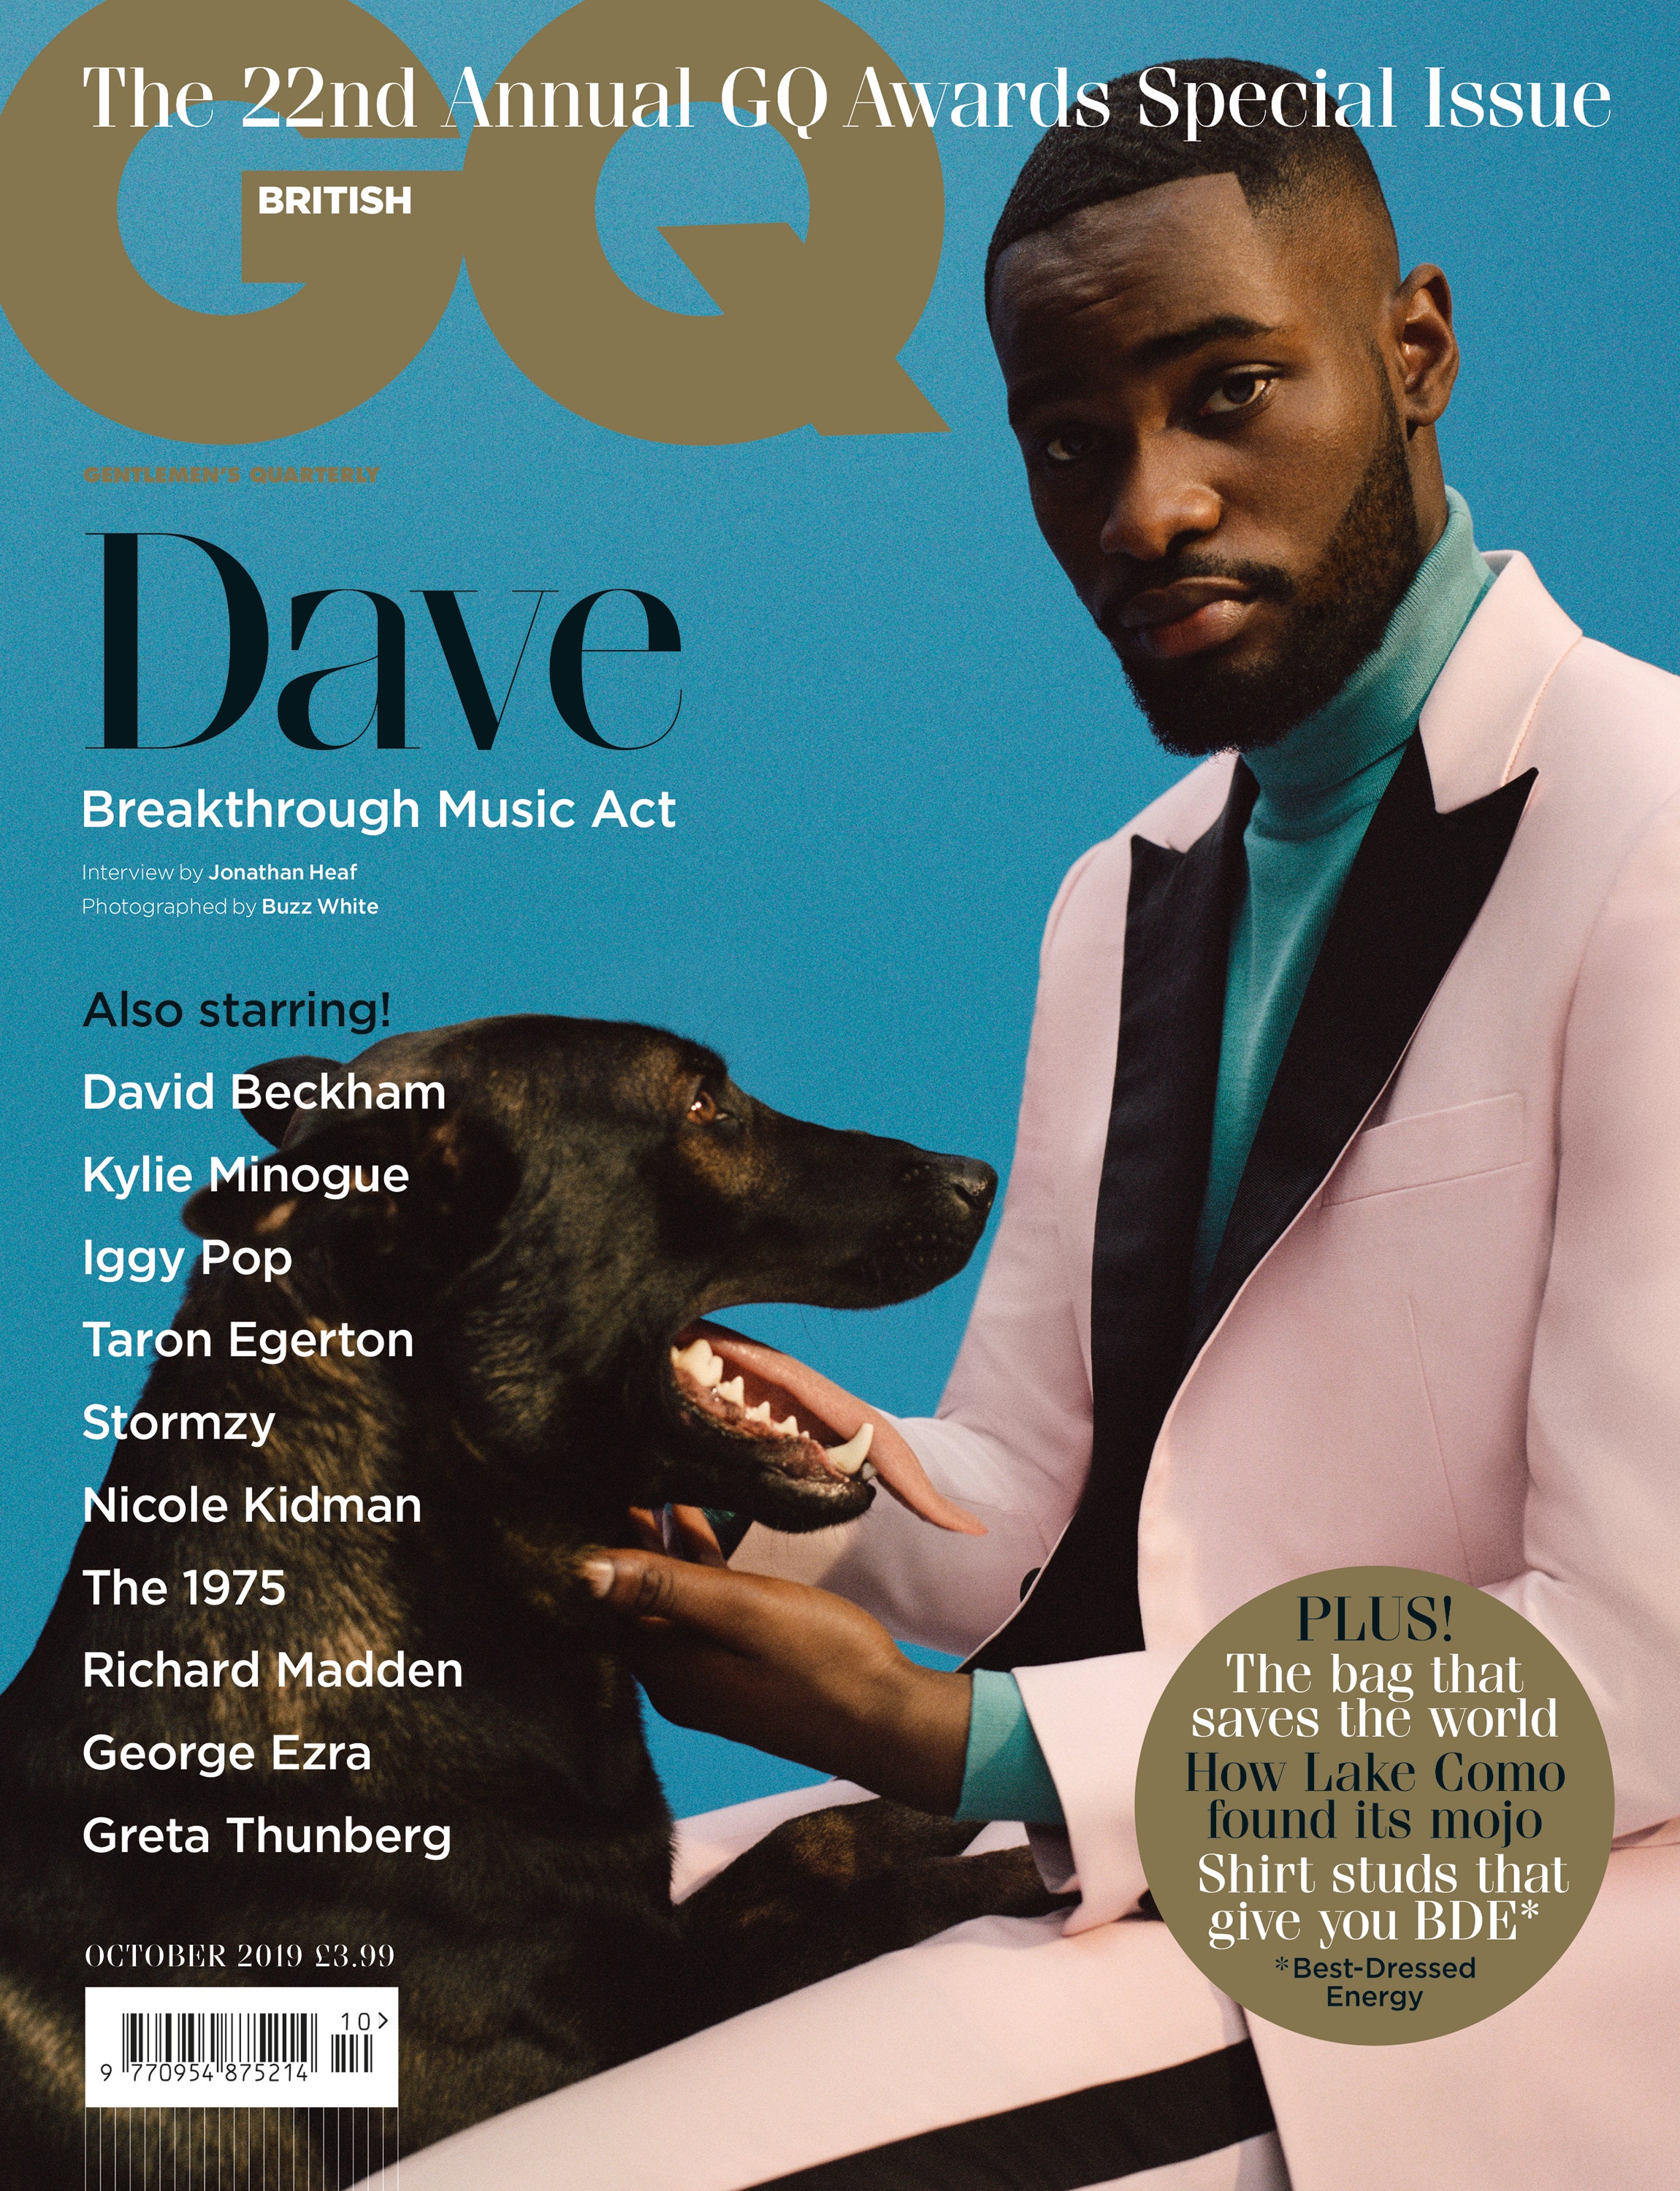 GQ
The 22nd Annual GQ Awards Special Issue
BRITISH
GENTLEMEN'S QUARTERLY
Dave
Breakthrough Music Act
Interview by Jonathan Heaf
Photographed by Buzz White
Also starring!
David Beckham
Kylie Minogue
Iggy Pop
Taron Egerton
Stormzy
Nicole Kidman
The 1975
Richard Madden
George Ezra
Greta Thunberg
OCTOBER 2019 £3.99
10>
9 770954 875214
PLUS!
The bag that
saves the world
How Lake Como
found its mojo
Shirt studs that
give you BDE*
*Best-Dressed
Energy